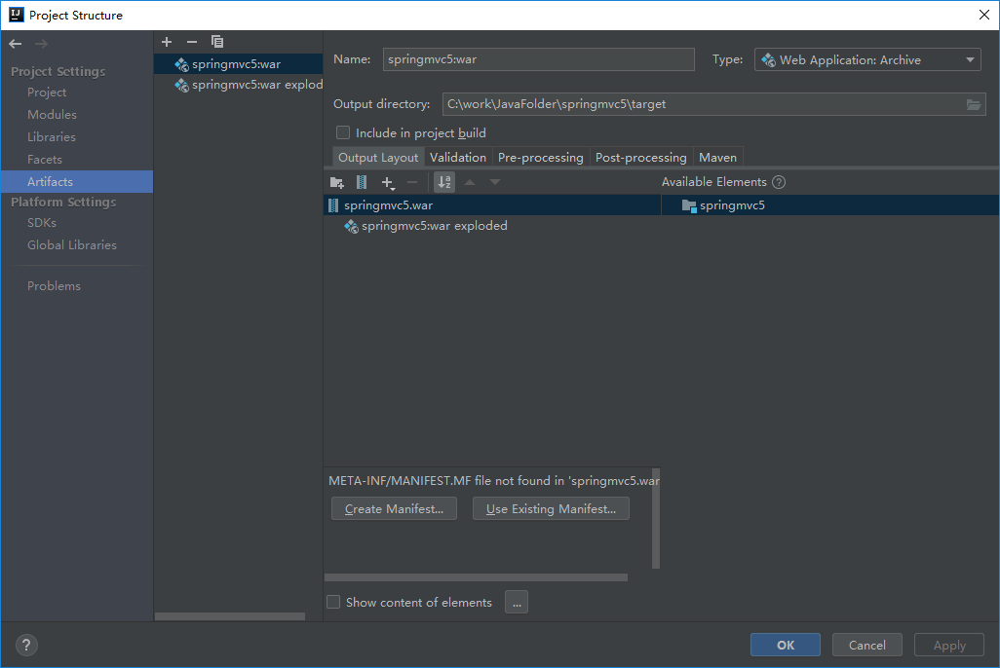 Project Structure
Project Settings
Project
Modules
Libraries
Facets
Artifacts
Platform Settings
SDKs
Global Libraries
Problems
springmvc5:war
springmvc5:war explod
Name: springmvc5:war Type: Web Application: Archive
Output directory: C:\work\JavaFolder\springmvc5\target
Include in project build
Output Layout Validation Pre-processing Post-processing Maven
Available Elements ?
springmvc5.war
springmvc5:war exploded
springmvc5
META-INF/MANIFEST.MF file not found in 'springmvc5.war
Create Manifest... Use Existing Manifest...
Show content of elements ...
? OK Cancel Apply